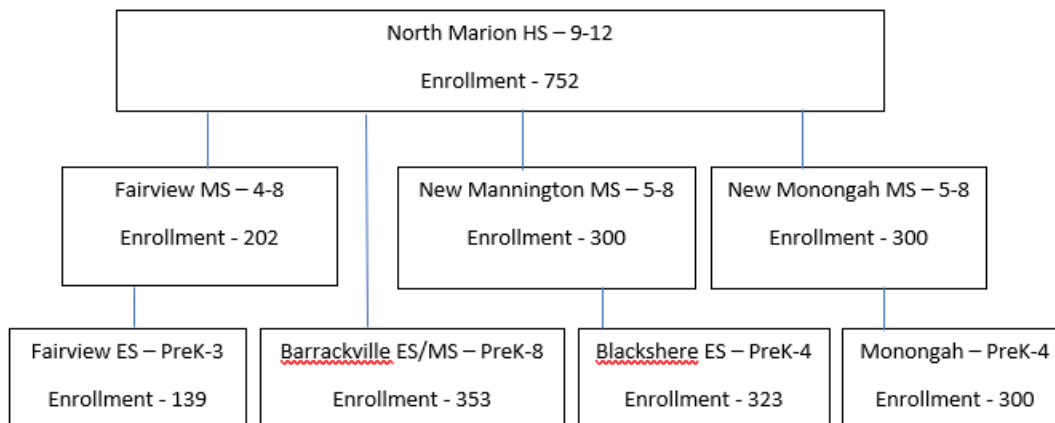 North Marion HS – 9-12
Enrollment - 752
Fairview MS – 4-8
Enrollment - 202
New Mannington MS – 5-8
Enrollment - 300
New Monongah MS – 5-8
Enrollment - 300
Fairview ES – PreK-3
Enrollment - 139
Barrackville ES/MS – PreK-8
Enrollment - 353
Blackshere ES – PreK-4
Enrollment - 323
Monongah – PreK-4
Enrollment - 300